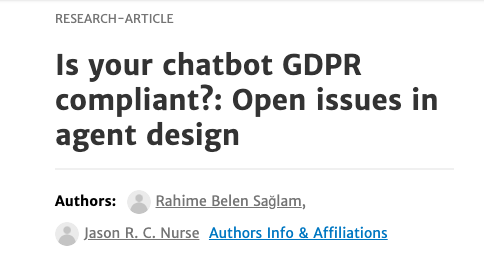 RESEARCH-ARTICLE
Is your chatbot GDPR
compliant?: Open issues in
agent design
Authors: Rahime Belen Sağlam,
Jason R. C. Nurse Authors Info & Affiliations